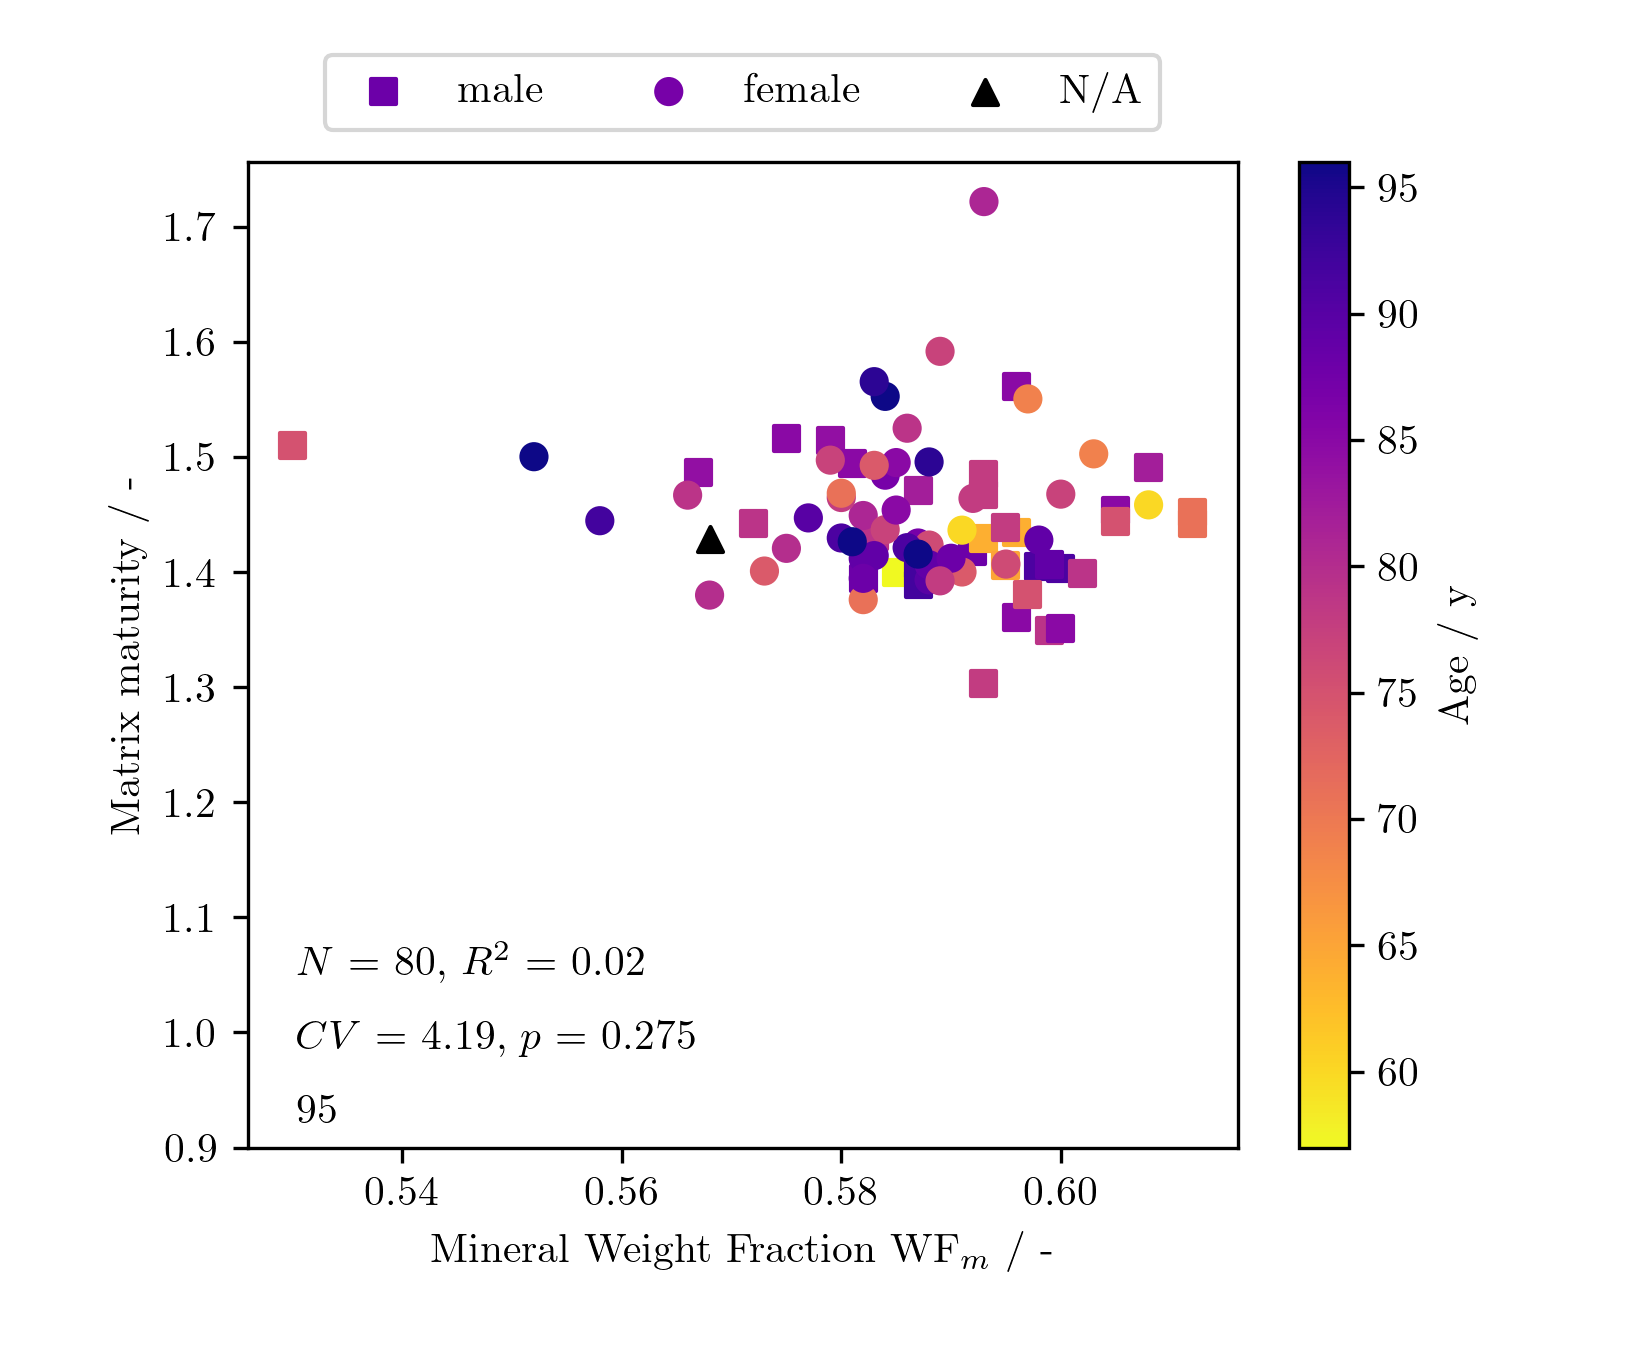 male female N/A
1.7
1.6
1.5
1.4
1.3
1.2
1.1
1.0
0.9
Matrix maturity / -
N = 80, R² = 0.02
CV = 4.19, p = 0.275
95
0.54 0.56 0.58 0.60
Mineral Weight Fraction WFₘ / -
95
90
85
80
75
70
65
60
Age / y